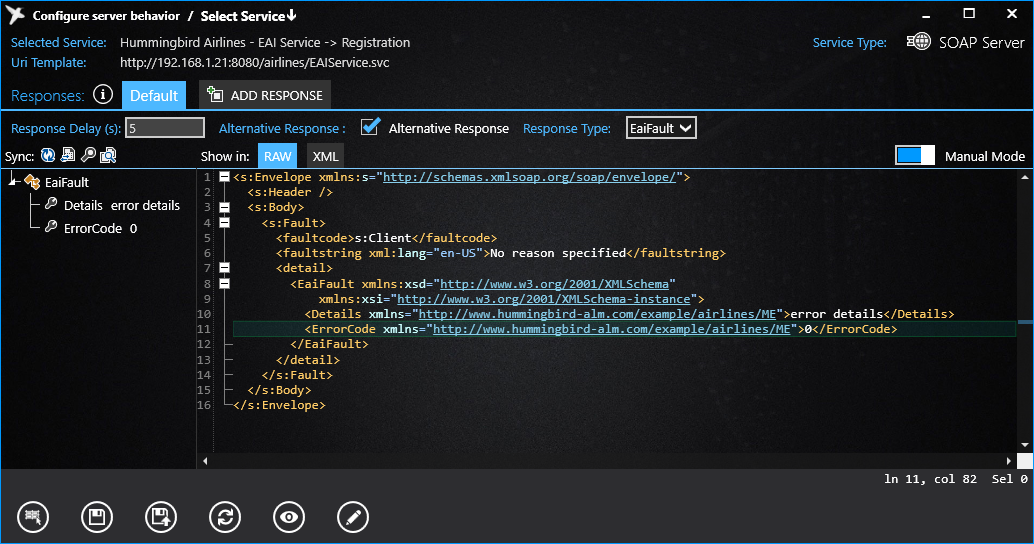 Configure server behavior / Select Service
Selected Service: Hummingbird Airlines - EAI Service -> Registration
Service Type: SOAP Server
Uri Template: http://192.168.1.21:8080/airlines/EAIService.svc
Responses: Default ADD RESPONSE
Response Delay (s): 5 Alternative Response : Alternative Response Response Type: EaiFault
Sync: Show in: RAW XML Manual Mode
EaiFault
Details error details
ErrorCode 0
1 <s:Envelope xmlns:s="http://schemas.xmlsoap.org/soap/envelope/">
2 <s:Header />
3 <s:Body>
4 <s:Fault>
5 <faultcode>s:Client</faultcode>
6 <faultstring xml:lang="en-US">No reason specified</faultstring>
7 <detail>
8 <EaiFault xmlns:xsd="http://www.w3.org/2001/XMLSchema"
9 xmlns:xsi="http://www.w3.org/2001/XMLSchema-instance">
10 <Details xmlns="http://www.hummingbird-alm.com/example/airlines/ME">error details</Details>
11 <ErrorCode xmlns="http://www.hummingbird-alm.com/example/airlines/ME">0</ErrorCode>
12 </EaiFault>
13 </detail>
14 </s:Fault>
15 </s:Body>
16 </s:Envelope>
ln 11, col 82 Sel 0